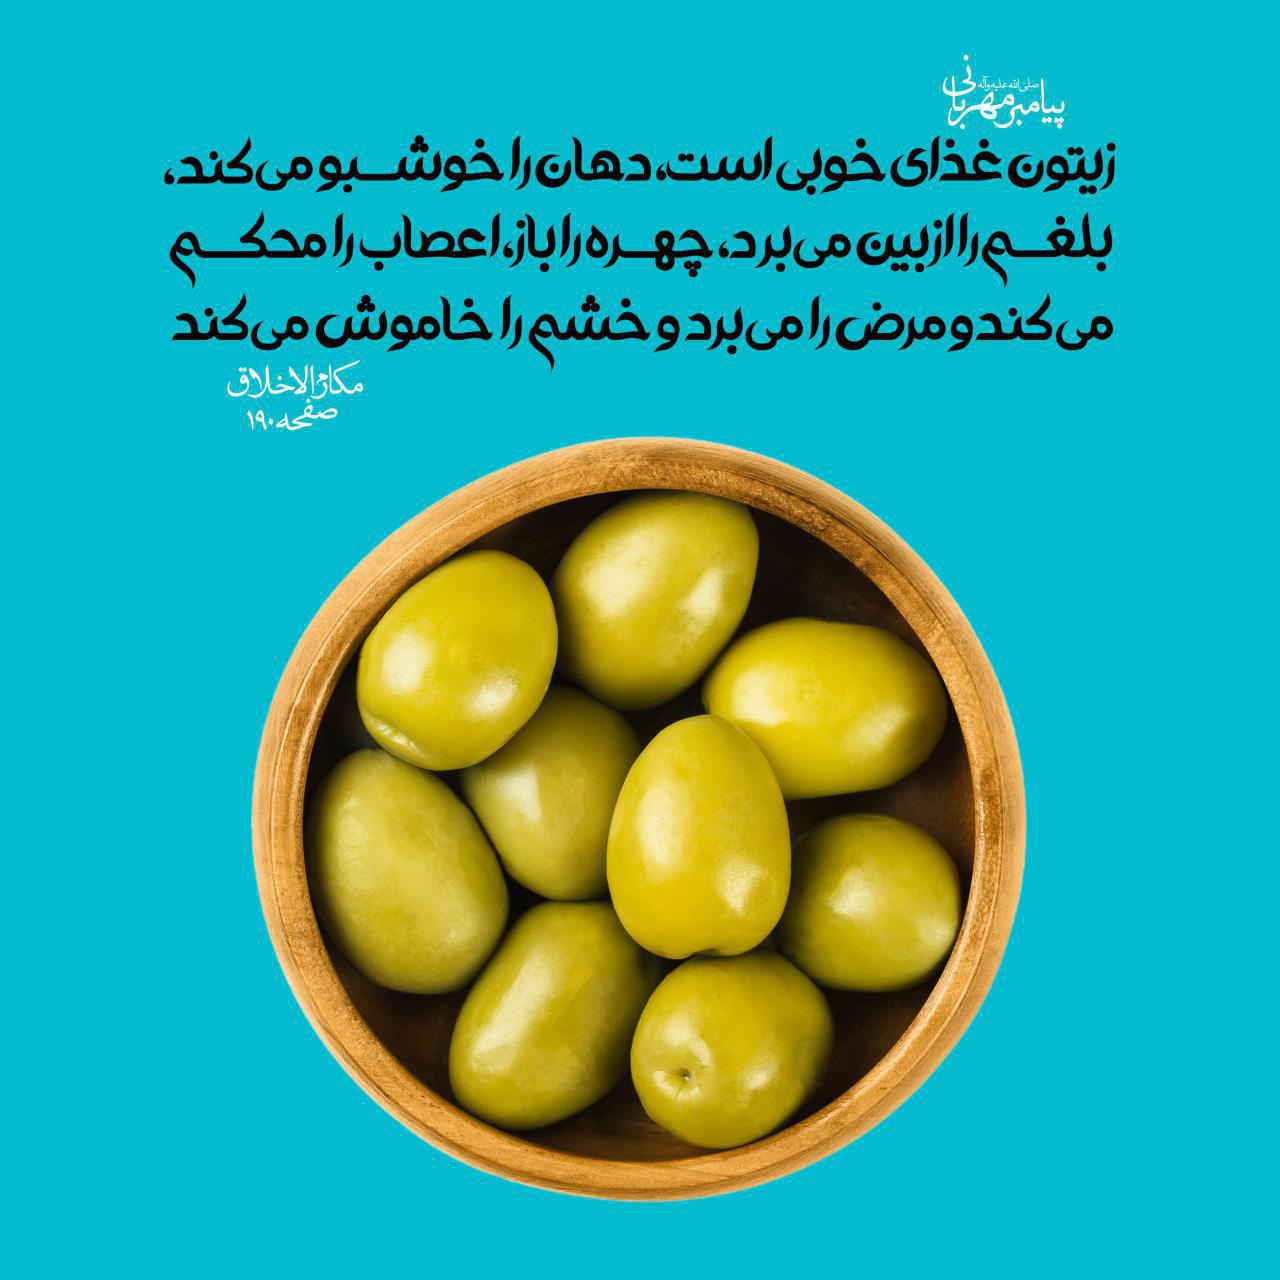 پیامبر مهربانی
صلی الله علیه وآله
زیتون غذای خوبی است، دهان را خوشبو می‌کند،
بلغم را از بین می‌برد، چهره را باز، اعصاب را محکم
می‌کند و مرض را می‌برد و خشم را خاموش می‌کند
مکارم الاخلاق
صفحه ۱۹۰